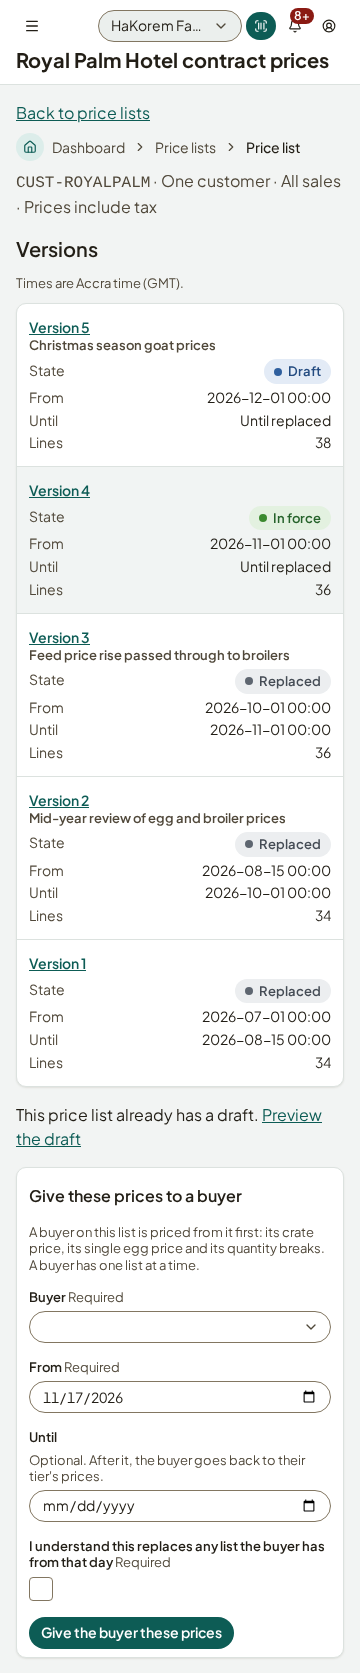 HaKorem Fa...
8+
Royal Palm Hotel contract prices
Back to price lists
Dashboard > Price lists > Price list
CUST-ROYALPALM · One customer · All sales
· Prices include tax
Versions
Times are Accra time (GMT).
Version 5
Christmas season goat prices
State Draft
From 2026-12-01 00:00
Until Until replaced
Lines 38
Version 4
State In force
From 2026-11-01 00:00
Until Until replaced
Lines 36
Version 3
Feed price rise passed through to broilers
State Replaced
From 2026-10-01 00:00
Until 2026-11-01 00:00
Lines 36
Version 2
Mid-year review of egg and broiler prices
State Replaced
From 2026-08-15 00:00
Until 2026-10-01 00:00
Lines 34
Version 1
State Replaced
From 2026-07-01 00:00
Until 2026-08-15 00:00
Lines 34
This price list already has a draft. Preview
the draft
Give these prices to a buyer
A buyer on this list is priced from it first: its crate
price, its single egg price and its quantity breaks.
A buyer has one list at a time.
Buyer Required
From Required
11/17/2026
Until
Optional. After it, the buyer goes back to their
tier's prices.
mm/dd/yyyy
I understand this replaces any list the buyer has
from that day Required
Give the buyer these prices